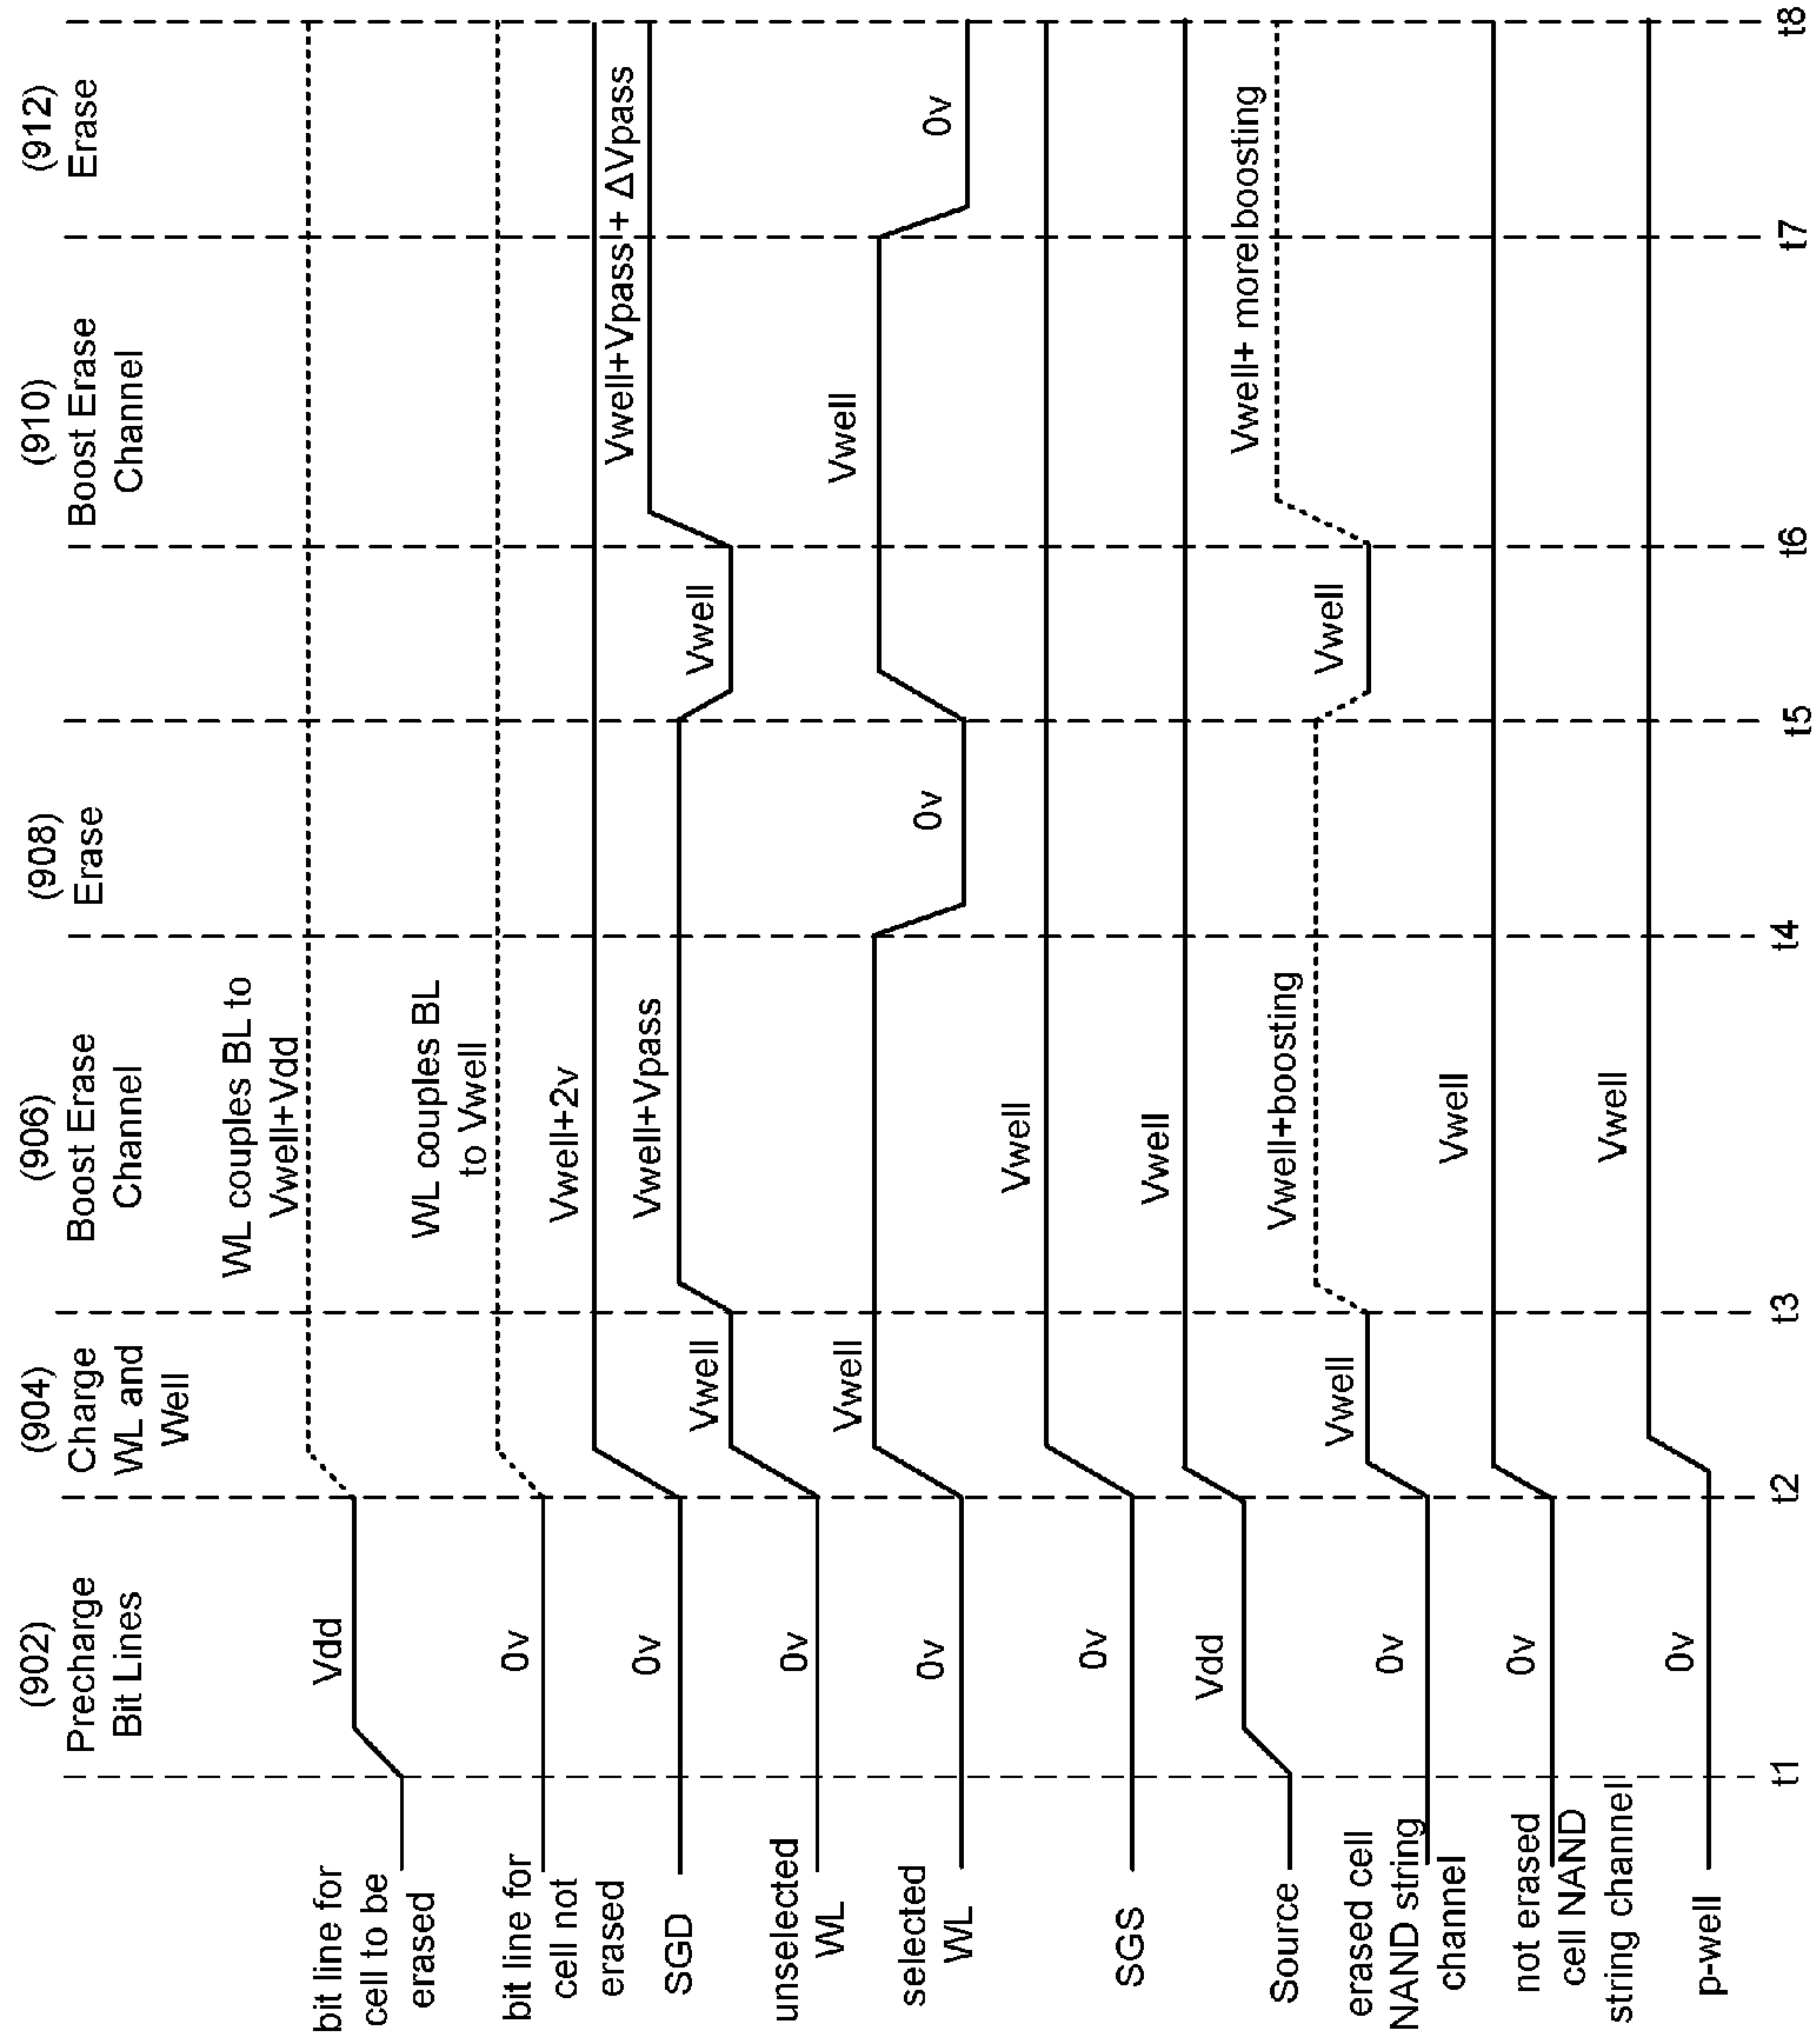 (902)
Precharge
Bit Lines
(904)
Charge
WL and
Well
(906)
Boost Erase
Channel
(908)
Erase
(910)
Boost Erase
Channel
(912)
Erase
bit line for
cell to be
erased
Vdd
WL couples BL to
Vwell+Vdd
bit line for
cell not
erased
0v
WL couples BL
to Vwell
SGD
0v
Vwell+2v
unselected
WL
0v
Vwell
Vwell+Vpass
Vwell
Vwell+Vpass + ΔVpass
selected
WL
0v
Vwell
0v
Vwell
0v
SGS
0v
Vwell
Source
Vdd
Vwell
erased cell
NAND string
channel
0v
Vwell
Vwell+boosting
Vwell
Vwell+ more boosting
not erased
cell NAND
string channel
0v
Vwell
p-well
0v
Vwell
t1
t2
t3
t4
t5
t6
t7
t8